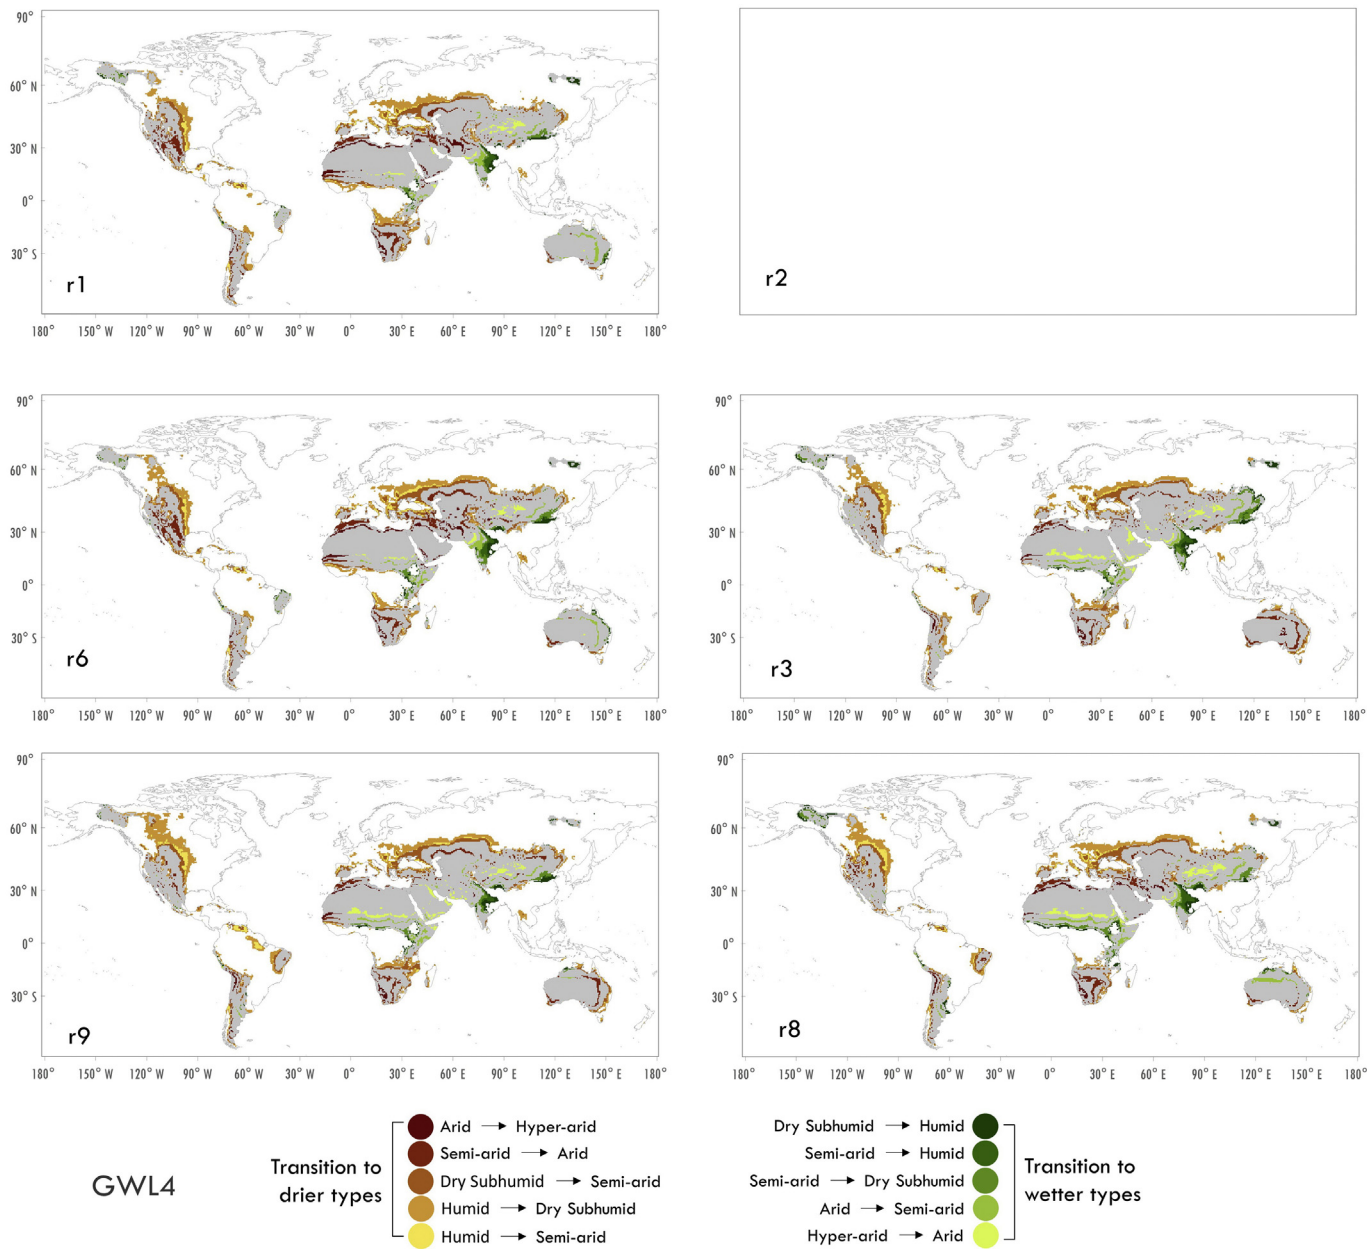 90°
60° N
30° N
0°
30° S
r1
180° 150° W 90° W 60° W 30° W 0° 30° E 60° E 90° E 120° E 150° E 180°
r2
90°
60° N
30° N
0°
30° S
r6
180° 150° W 120° W 90° W 60° W 30° W 0° 30° E 60° E 90° E 120° E 150° E 180°
90°
60° N
30° N
0°
30° S
r3
180° 150° W 120° W 90° W 60° W 30° W 0° 30° E 60° E 90° E 120° E 150° E 180°
90°
60° N
30° N
0°
30° S
r9
180° 150° W 120° W 90° W 60° W 30° W 0° 30° E 60° E 90° E 120° E 150° E 180°
90°
60° N
30° N
0°
30° S
r8
180° 150° W 120° W 90° W 60° W 30° W 0° 30° E 60° E 90° E 120° E 150° E 180°
GWL4
Transition to
drier types
Arid → Hyper-arid
Semi-arid → Arid
Dry Subhumid → Semi-arid
Humid → Dry Subhumid
Humid → Semi-arid
Dry Subhumid → Humid
Semi-arid → Humid
Semi-arid → Dry Subhumid
Arid → Semi-arid
Hyper-arid → Arid
Transition to
wetter types